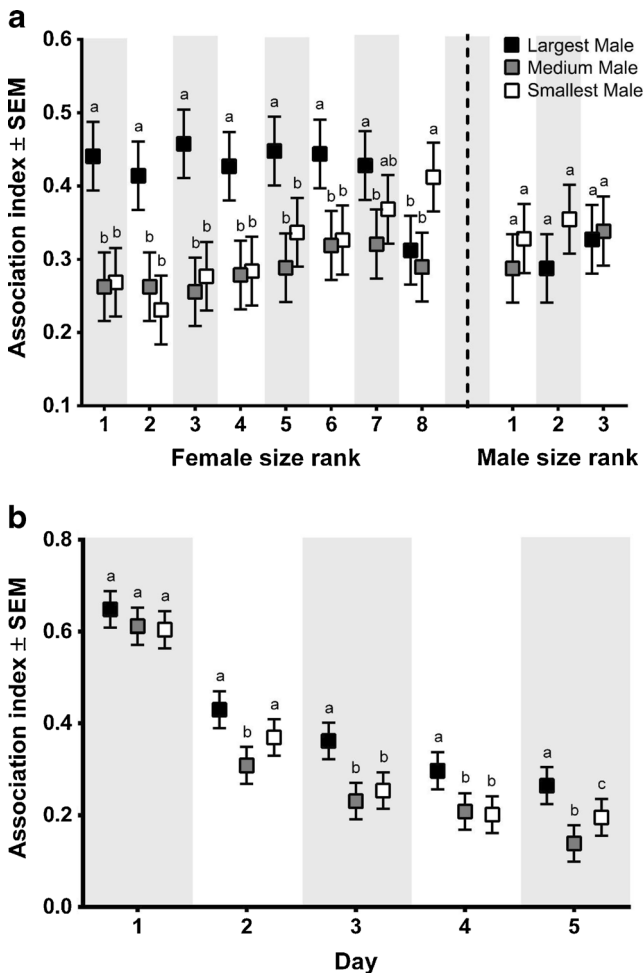 a
Association index ± SEM
0.6
0.5
0.4
0.3
0.2
0.1
Largest Male
Medium Male
Smallest Male
a a a a a a a ab a
b b b b b b b b b b b b b b b
a a a a a a
1 2 3 4 5 6 7 8 1 2 3
Female size rank Male size rank
b
Association index ± SEM
0.8
0.6
0.4
0.2
0.0
a a a
a b a
a b b
a b b
a b c
1 2 3 4 5
Day